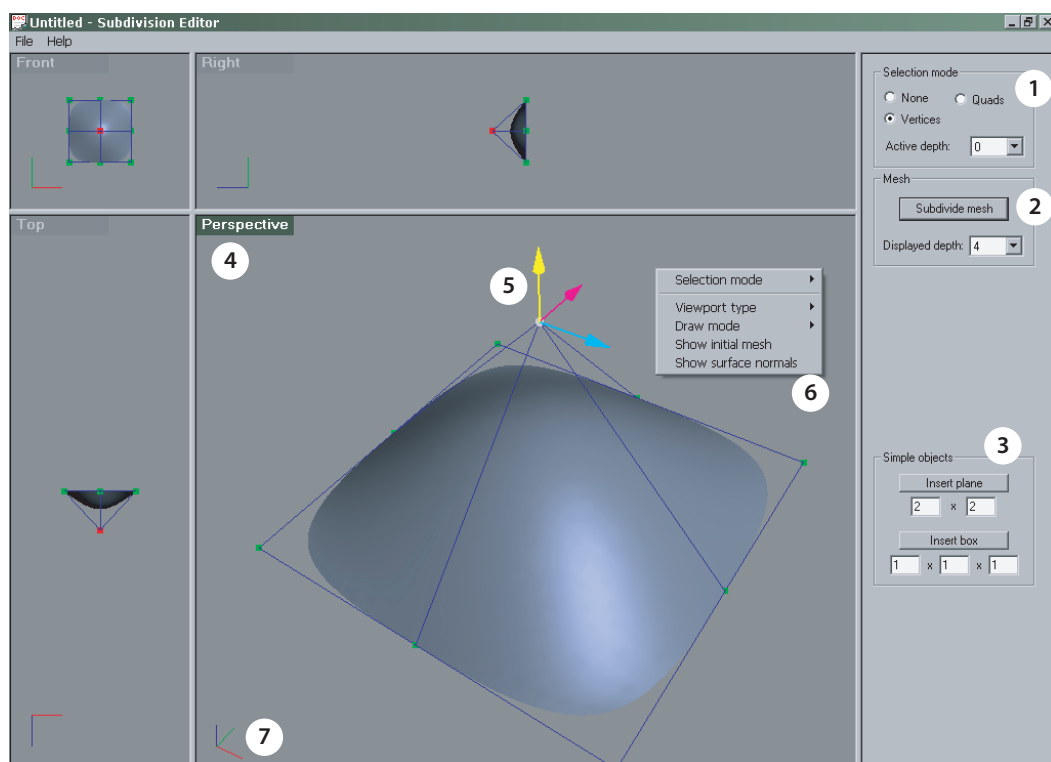 Untitled - Subdivision Editor
File Help
Front
Right
Selection mode
1
None
Quads
Vertices
Active depth: 0
Mesh
Subdivide mesh
2
Displayed depth: 4
Top
Perspective
4
5
Selection mode
Viewport type
Draw mode
Show initial mesh
Show surface normals
6
3
Simple objects
Insert plane
2 x 2
Insert box
1 x 1 x 1
7